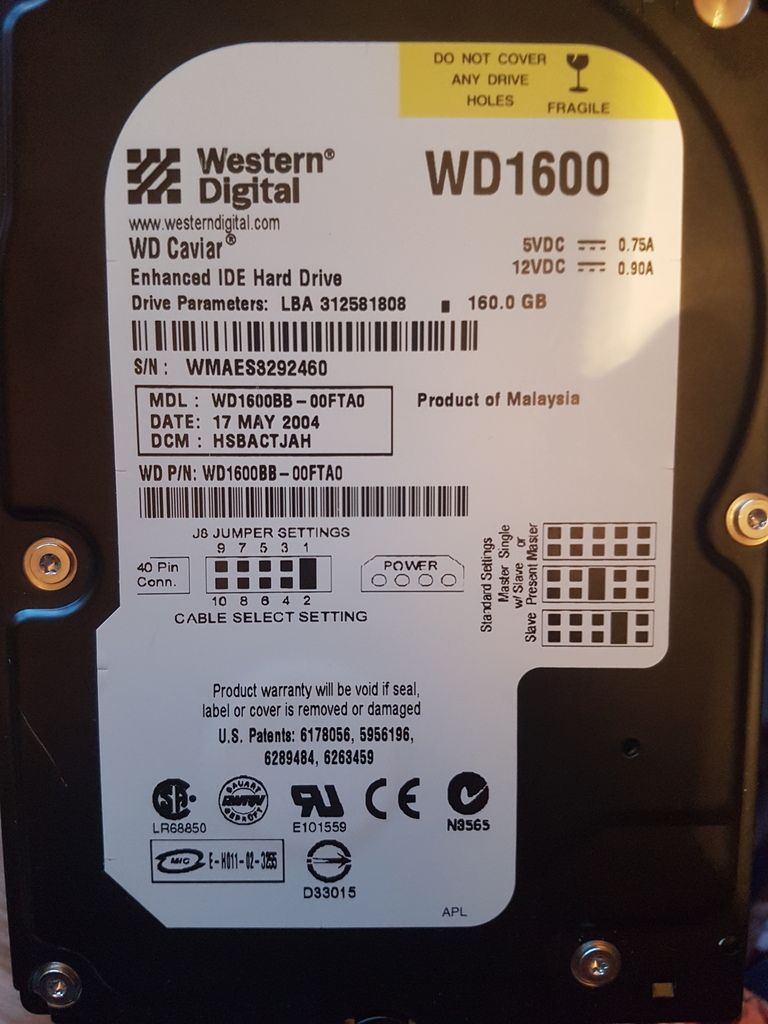 DO NOT COVER
ANY DRIVE
HOLES
FRAGILE
Western®
Digital
WD1600
www.westerndigital.com
WD Caviar®
5VDC 0.75A
12VDC 0.90A
Enhanced IDE Hard Drive
Drive Parameters: LBA 312581808 ▪ 160.0 GB
S/N: WMAES3292460
MDL: WD1600BB-00FTA0
DATE: 17 MAY 2004
DCM: HSBACTJAH
Product of Malaysia
WD P/N: WD1600BB-00FTA0
J8 JUMPER SETTINGS
9 7 5 3 1
40 Pin
Conn.
10 8 6 4 2
CABLE SELECT SETTING
POWER
Standard Settings
Master Single
w/ Slave or
Slave Present Master
Product warranty will be void if seal,
label or cover is removed or damaged
U.S. Patents: 6178056, 5956196,
6289484, 6263459
LR68850
BAUART
GEPRÜFT
E101559
CE
N3565
MIC E-H011-02-3255
D33015
APL